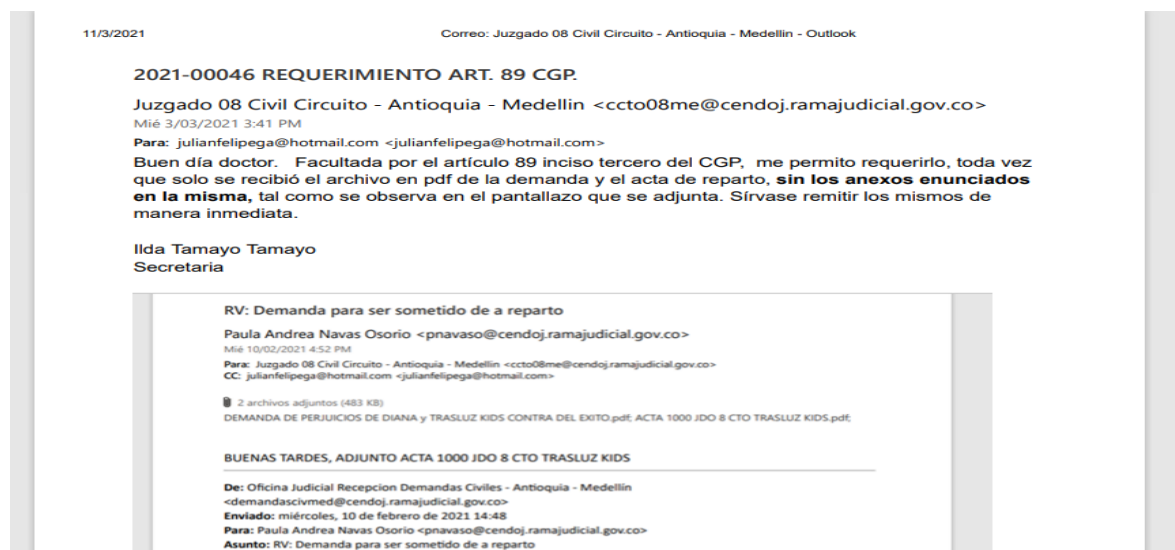 11/3/2021 Correo: Juzgado 08 Civil Circuito - Antioquia - Medellin - Outlook
2021-00046 REQUERIMIENTO ART. 89 CGP.
Juzgado 08 Civil Circuito - Antioquia - Medellin <ccto08me@cendoj.ramajudicial.gov.co>
Mié 3/03/2021 3:41 PM
Para: julianfelipega@hotmail.com <julianfelipega@hotmail.com>
Buen día doctor. Facultada por el artículo 89 inciso tercero del CGP, me permito requerirlo, toda vez
que solo se recibió el archivo en pdf de la demanda y el acta de reparto, sin los anexos enunciados
en la misma, tal como se observa en el pantallazo que se adjunta. Sírvase remitir los mismos de
manera inmediata.
Ilda Tamayo Tamayo
Secretaria
RV: Demanda para ser sometido de a reparto
Paula Andrea Navas Osorio <pnavaso@cendoj.ramajudicial.gov.co>
Mié 10/02/2021 4:52 PM
Para: Juzgado 08 Civil Circuito - Antioquia - Medellin <ccto08me@cendoj.ramajudicial.gov.co>
CC: julianfelipega@hotmail.com <julianfelipega@hotmail.com>
2 archivos adjuntos (483 KB)
DEMANDA DE PERJUICIOS DE DIANA y TRASLUZ KIDS CONTRA DEL EXITO.pdf; ACTA 1000 JDO 8 CTO TRASLUZ KIDS.pdf;
BUENAS TARDES, ADJUNTO ACTA 1000 JDO 8 CTO TRASLUZ KIDS
De: Oficina Judicial Recepcion Demandas Civiles - Antioquia - Medellín
<demandascivmed@cendoj.ramajudicial.gov.co>
Enviado: miércoles, 10 de febrero de 2021 14:48
Para: Paula Andrea Navas Osorio <pnavaso@cendoj.ramajudicial.gov.co>
Asunto: RV: Demanda para ser sometido de a reparto